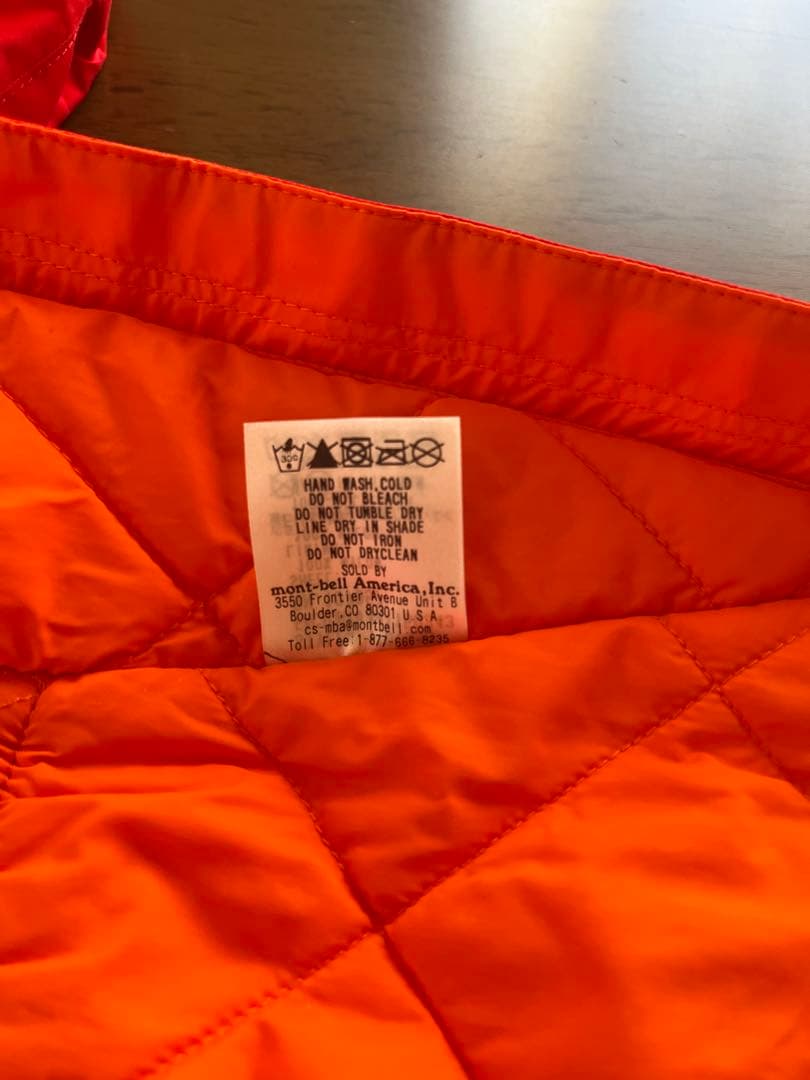 30C
HAND WASH,COLD
DO NOT BLEACH
DO NOT TUMBLE DRY
LINE DRY IN SHADE
DO NOT IRON
DO NOT DRYCLEAN
SOLD BY
mont-bell America,Inc.
3550 Frontier Avenue Unit B
Boulder,CO 80301 U.S.A.
cs-mba@montbell.com
Toll Free:1-877-666-8235